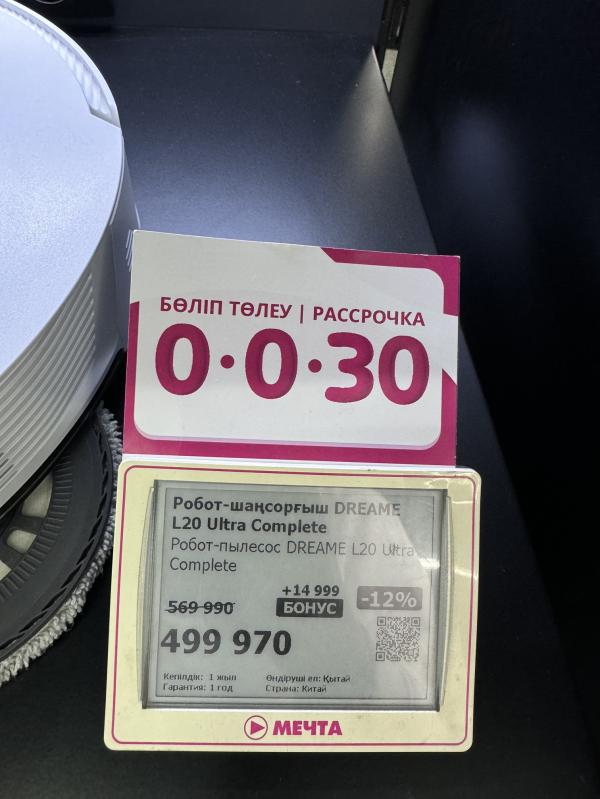 БӨЛІП ТӨЛЕУ | РАССРОЧКА
0·0·30
Робот-шаңсорғыш DREAME
L20 Ultra Complete
Робот-пылесос DREAME L20 Ultra
Complete
+14 999
569 990 БОНУС -12%
499 970
Кепілдік: 1 жыл Өндіруші ел: Қытай
Гарантия: 1 год Страна: Китай
МЕЧТА